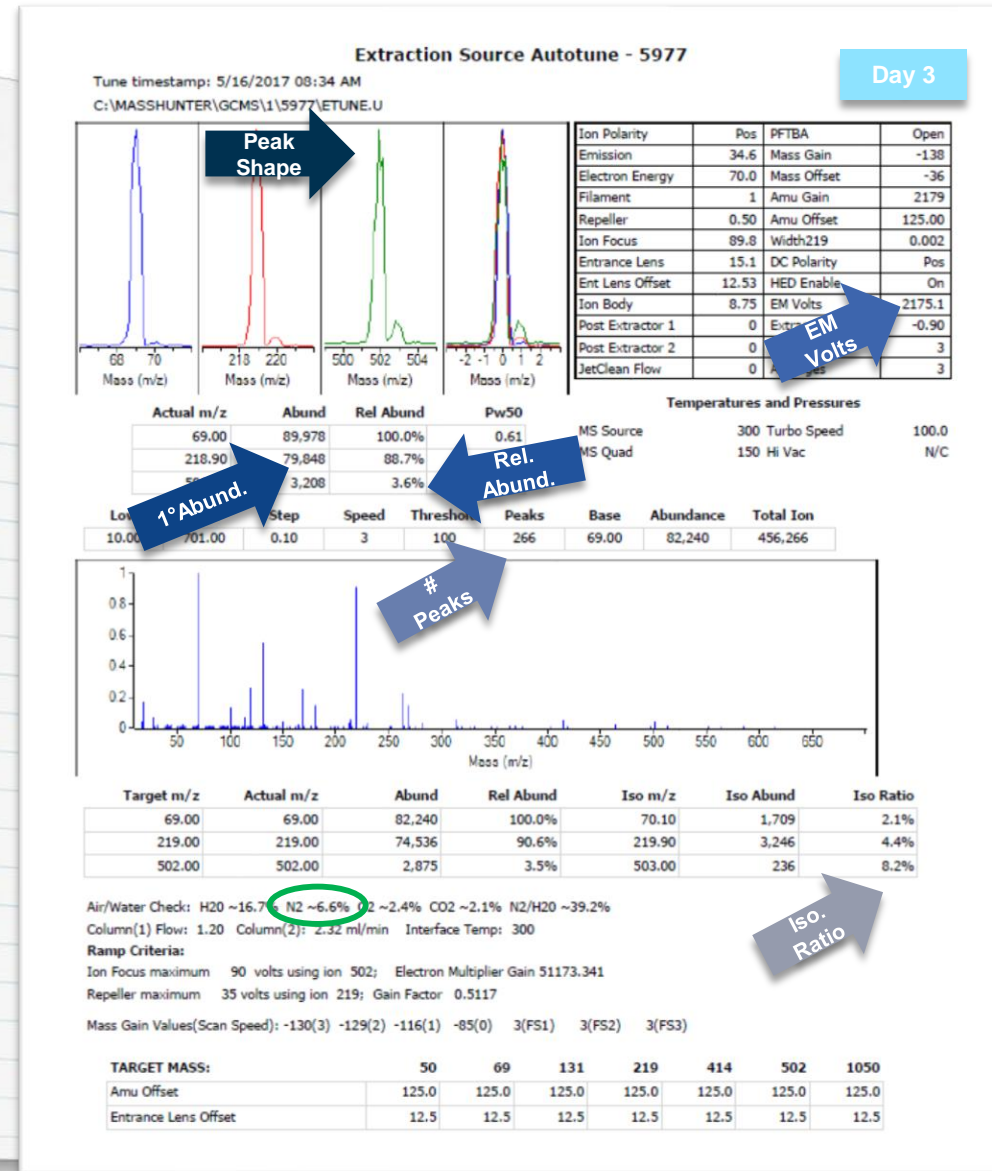 Extraction Source Autotune - 5977
Day 3
Tune timestamp: 5/16/2017 08:34 AM
C:\MASSHUNTER\GCMS\1\5977\ETUNE.U
Peak
Shape
68 70
Mass (m/z)
218 220
Mass (m/z)
500 502 504
Mass (m/z)
-2 -1 0 1 2
Mass (m/z)
Ion Polarity Pos PFTBA Open
Emission 34.6 Mass Gain -138
Electron Energy 70.0 Mass Offset -36
Filament 1 Amu Gain 2179
Repeller 0.50 Amu Offset 125.00
Ion Focus 89.8 Width219 0.002
Entrance Lens 15.1 DC Polarity Pos
Ent Lens Offset 12.53 HED Enable On
Ion Body 8.75 EM Volts 2175.1
Post Extractor 1 0 -0.90
Post Extractor 2 0 3
JetClean Flow 0 3
EM
Volts
Actual m/z Abund Rel Abund Pw50
69.00 89,978 100.0% 0.61
218.90 79,848 88.7%
3,208 3.6%
1°Abund.
Rel.
Abund.
Temperatures and Pressures
MS Source 300 Turbo Speed 100.0
MS Quad 150 Hi Vac N/C
Step Speed Peaks Base Abundance Total Ion
10.00 701.00 0.10 3 100 266 69.00 82,240 456,266
#
Peaks
1
0.8
0.6
0.4
0.2
0
50 100 150 200 250 300 350 400 450 500 550 600 650
Mass (m/z)
Target m/z Actual m/z Abund Rel Abund Iso m/z Iso Abund Iso Ratio
69.00 69.00 82,240 100.0% 70.10 1,709 2.1%
219.00 219.00 74,536 90.6% 219.90 3,246 4.4%
502.00 502.00 2,875 3.5% 503.00 236 8.2%
Iso.
Ratio
Air/Water Check: H20 ~16.7% N2 ~6.6% O2 ~2.4% CO2 ~2.1% N2/H20 ~39.2%
Column(1) Flow: 1.20 Column(2): 2.32 ml/min Interface Temp: 300
Ramp Criteria:
Ion Focus maximum 90 volts using ion 502; Electron Multiplier Gain 51173.341
Repeller maximum 35 volts using ion 219; Gain Factor 0.5117
Mass Gain Values(Scan Speed): -130(3) -129(2) -116(1) -85(0) 3(FS1) 3(FS2) 3(FS3)
TARGET MASS: 50 69 131 219 414 502 1050
Amu Offset 125.0 125.0 125.0 125.0 125.0 125.0 125.0
Entrance Lens Offset 12.5 12.5 12.5 12.5 12.5 12.5 12.5